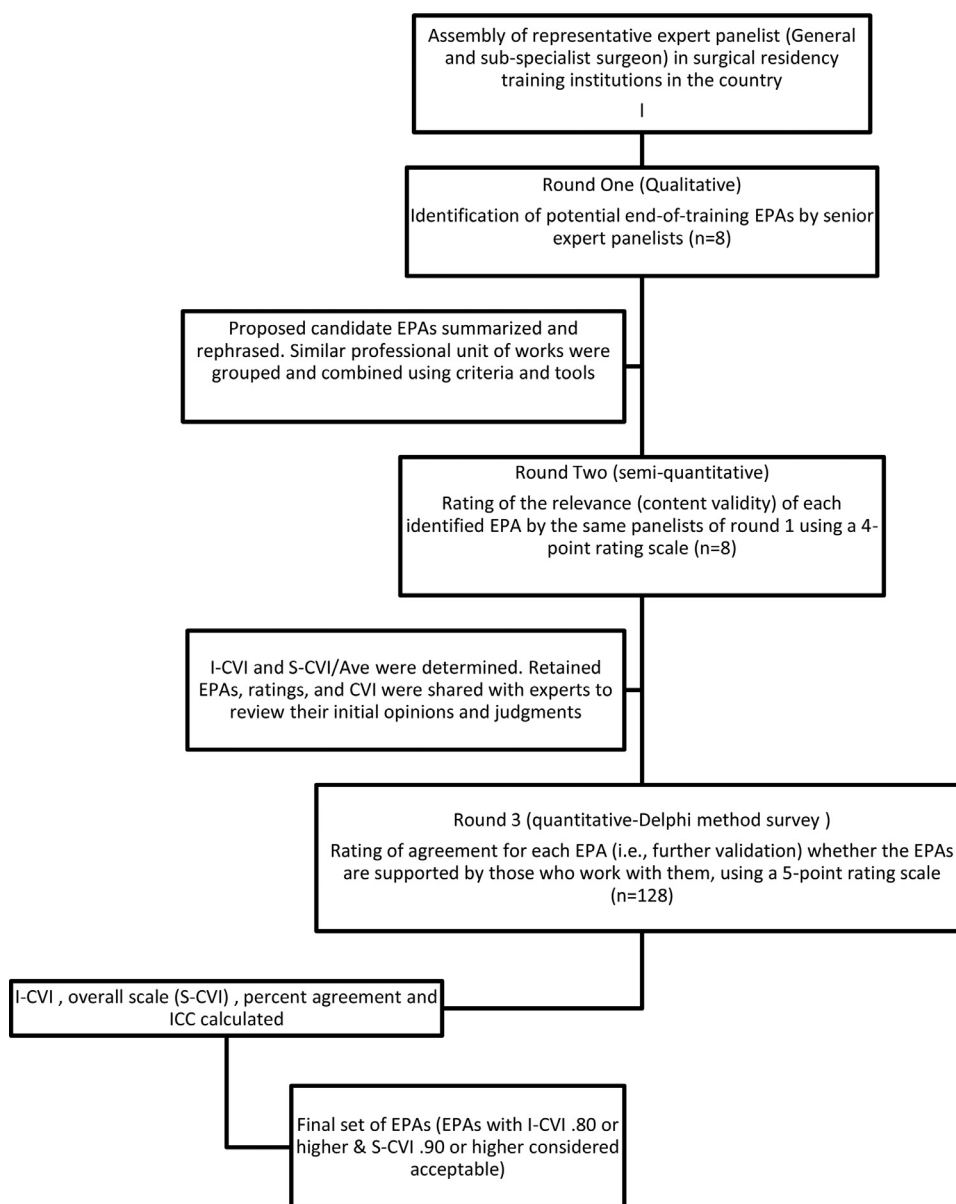 Assembly of representative expert panelist (General
and sub-specialist surgeon) in surgical residency
training institutions in the country
I
Round One (Qualitative)
Identification of potential end-of-training EPAs by senior
expert panelists (n=8)
Proposed candidate EPAs summarized and
rephrased. Similar professional unit of works were
grouped and combined using criteria and tools
Round Two (semi-quantitative)
Rating of the relevance (content validity) of each
identified EPA by the same panelists of round 1 using a 4-
point rating scale (n=8)
I-CVI and S-CVI/Ave were determined. Retained
EPAs, ratings, and CVI were shared with experts to
review their initial opinions and judgments
Round 3 (quantitative-Delphi method survey )
Rating of agreement for each EPA (i.e., further validation) whether the EPAs
are supported by those who work with them, using a 5-point rating scale
(n=128)
I-CVI , overall scale (S-CVI) , percent agreement and
ICC calculated
Final set of EPAs (EPAs with I-CVI .80 or
higher & S-CVI .90 or higher considered
acceptable)